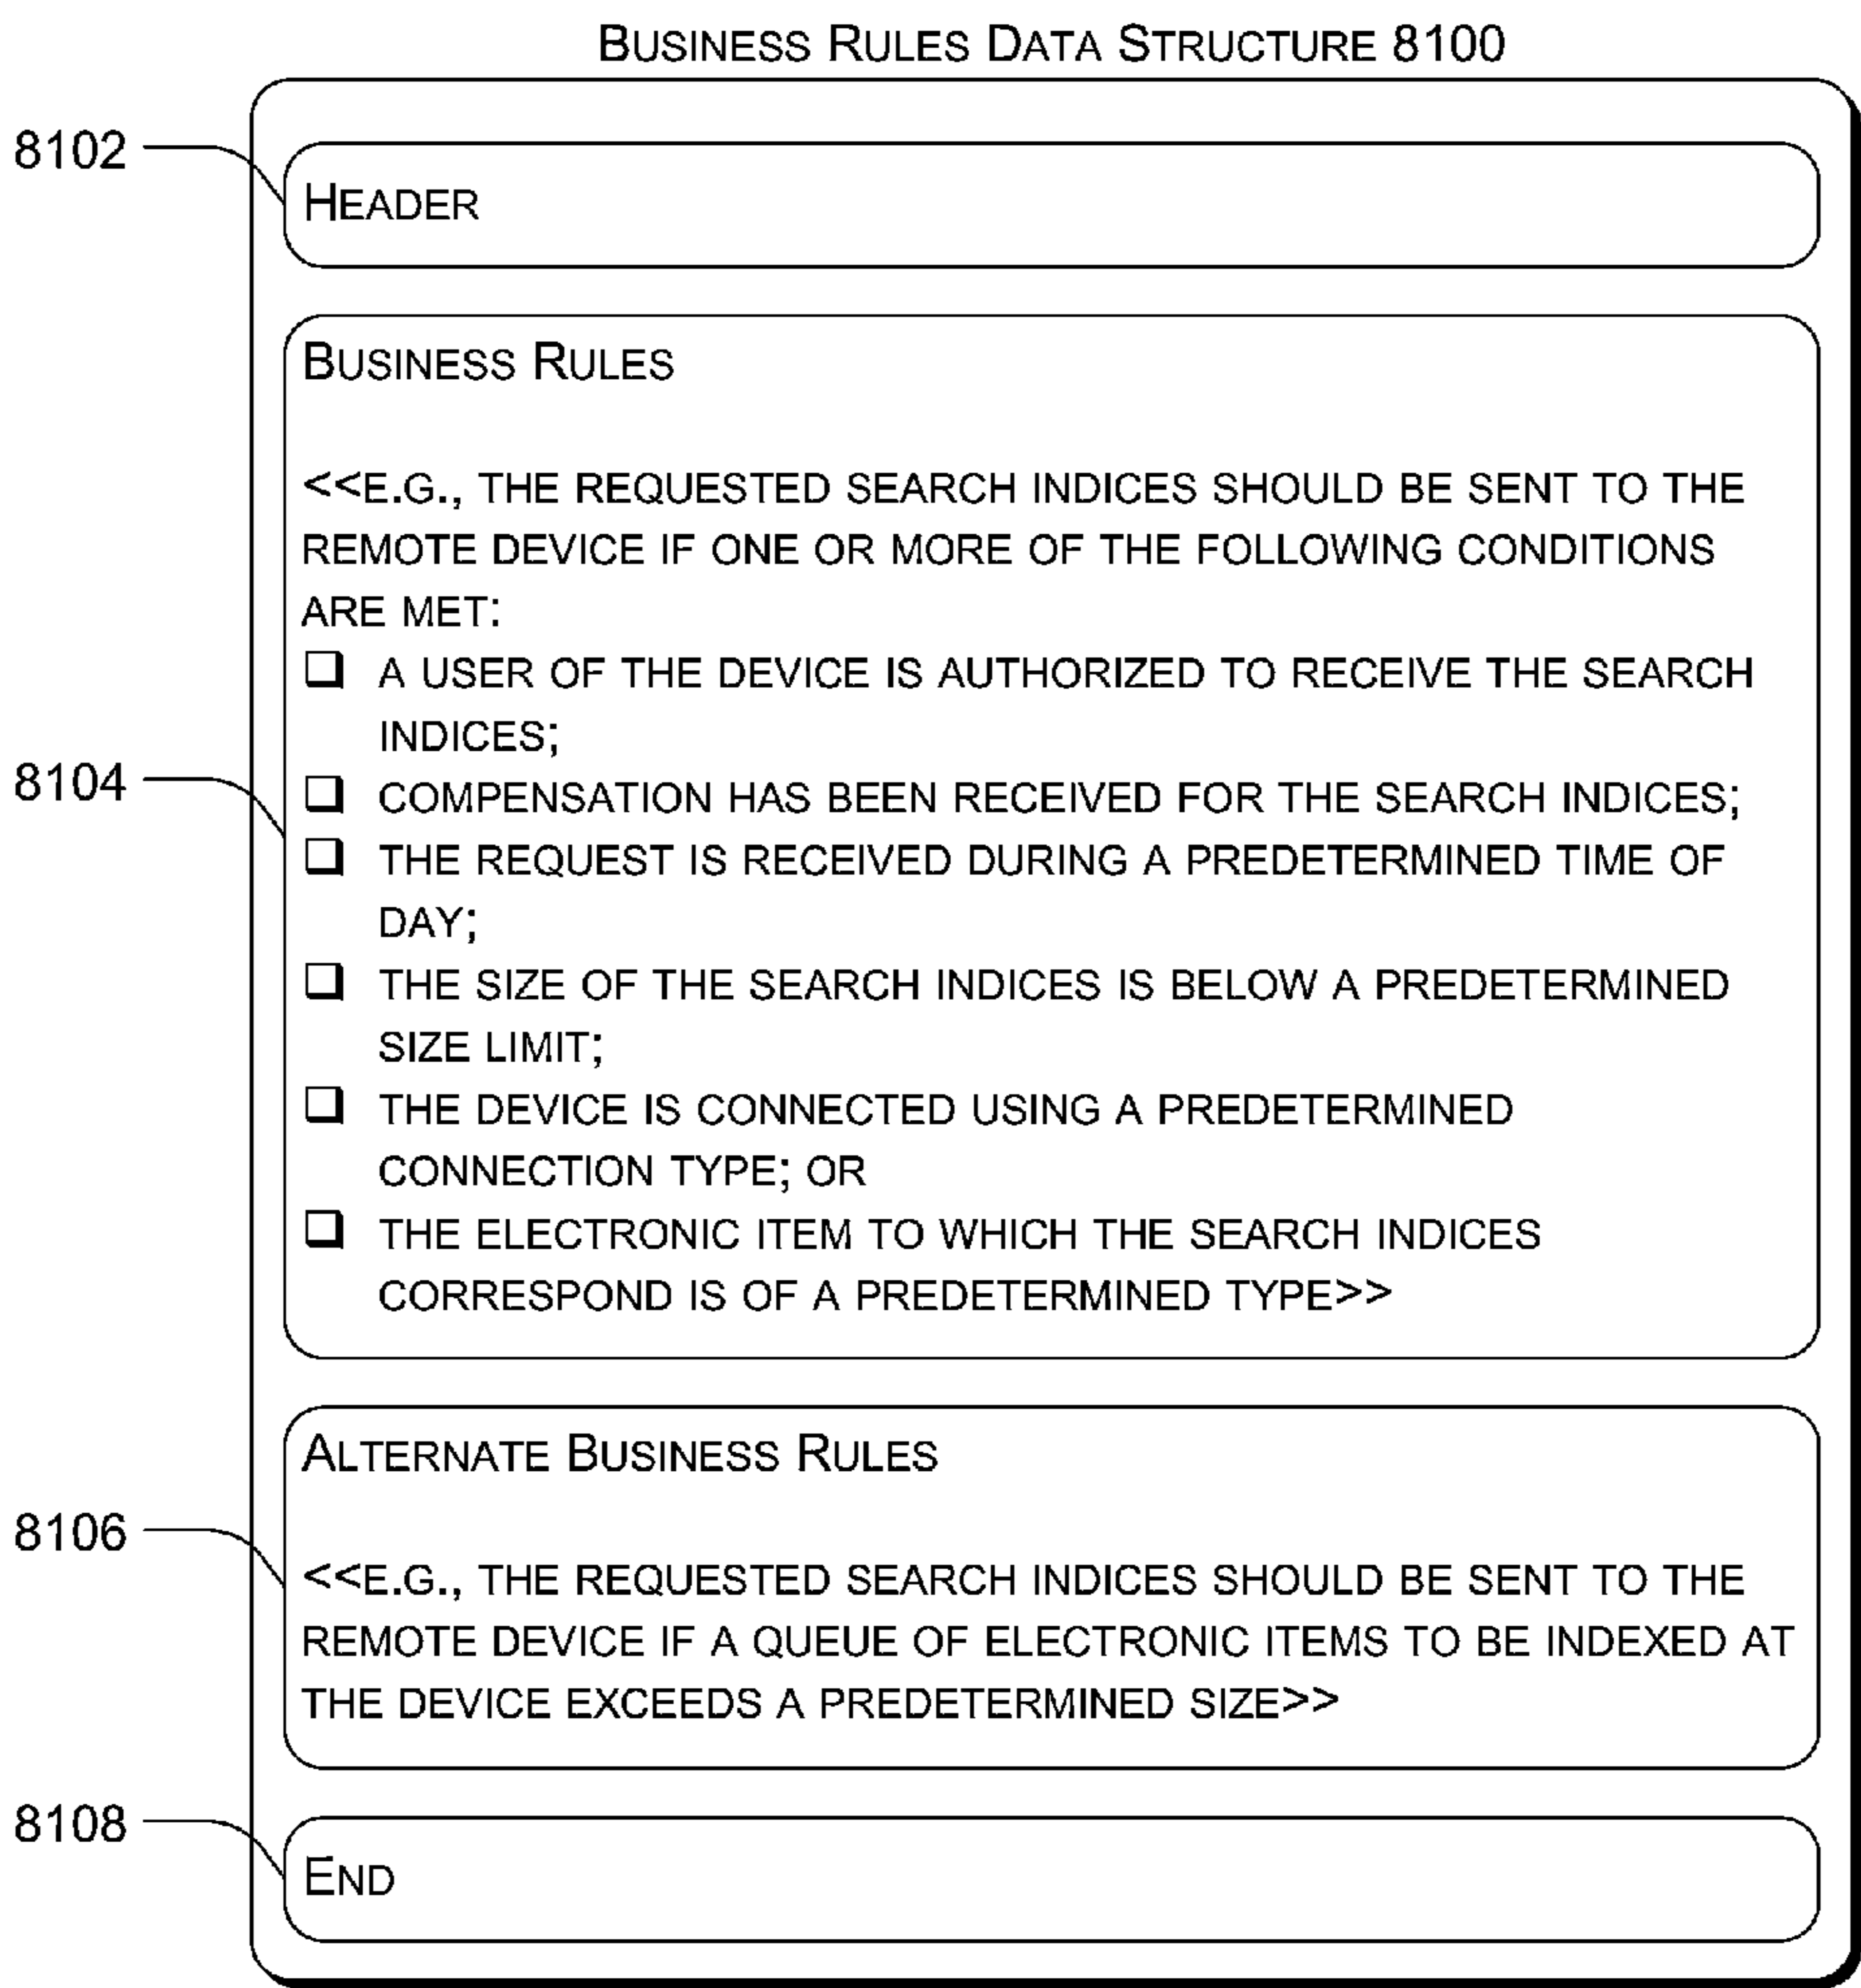 BUSINESS RULES DATA STRUCTURE 8100
8102
HEADER
BUSINESS RULES
<<E.G., THE REQUESTED SEARCH INDICES SHOULD BE SENT TO THE
REMOTE DEVICE IF ONE OR MORE OF THE FOLLOWING CONDITIONS
ARE MET:
❑ A USER OF THE DEVICE IS AUTHORIZED TO RECEIVE THE SEARCH
INDICES;
8104
❑ COMPENSATION HAS BEEN RECEIVED FOR THE SEARCH INDICES;
❑ THE REQUEST IS RECEIVED DURING A PREDETERMINED TIME OF
DAY;
❑ THE SIZE OF THE SEARCH INDICES IS BELOW A PREDETERMINED
SIZE LIMIT;
❑ THE DEVICE IS CONNECTED USING A PREDETERMINED
CONNECTION TYPE; OR
❑ THE ELECTRONIC ITEM TO WHICH THE SEARCH INDICES
CORRESPOND IS OF A PREDETERMINED TYPE>>
ALTERNATE BUSINESS RULES
8106
<<E.G., THE REQUESTED SEARCH INDICES SHOULD BE SENT TO THE
REMOTE DEVICE IF A QUEUE OF ELECTRONIC ITEMS TO BE INDEXED AT
THE DEVICE EXCEEDS A PREDETERMINED SIZE>>
8108
END